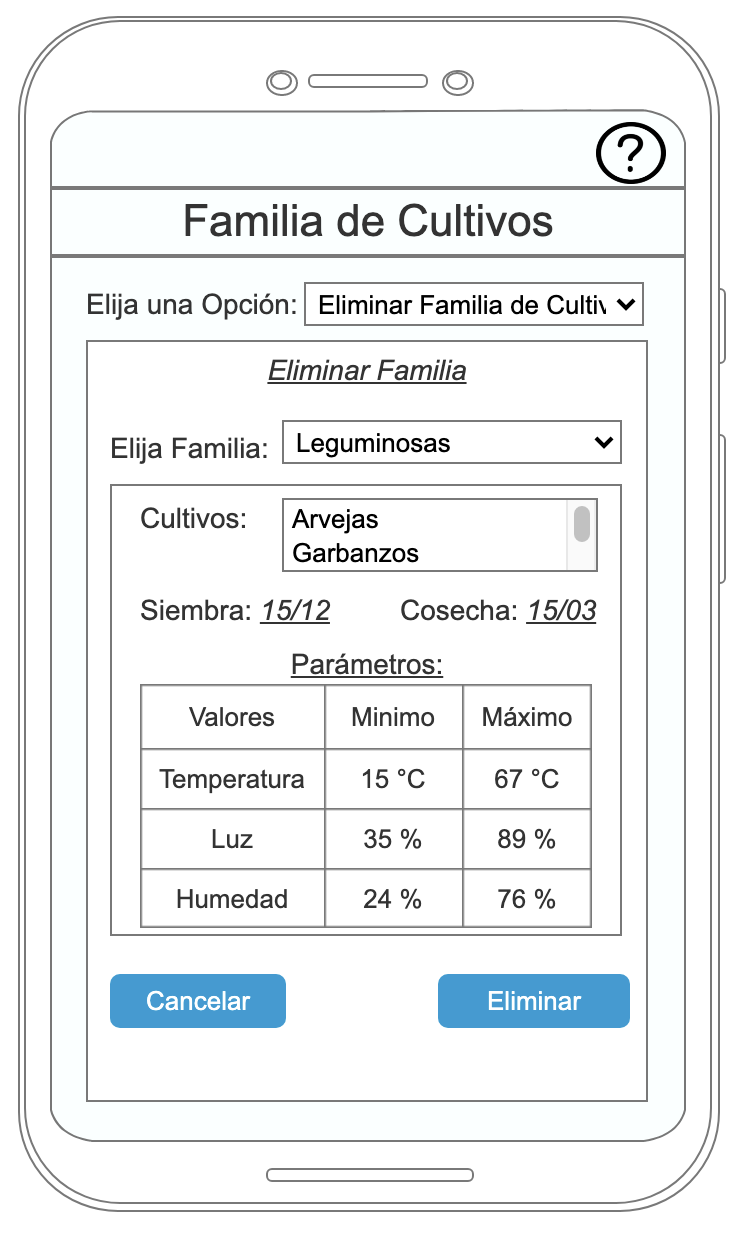 ?
Familia de Cultivos
Elija una Opción: Eliminar Familia de Cultiv
Eliminar Familia
Elija Familia: Leguminosas
Cultivos: Arvejas
Garbanzos
Siembra: 15/12 Cosecha: 15/03
Parámetros:
Valores Minimo Máximo
Temperatura 15 °C 67 °C
Luz 35 % 89 %
Humedad 24 % 76 %
Cancelar Eliminar